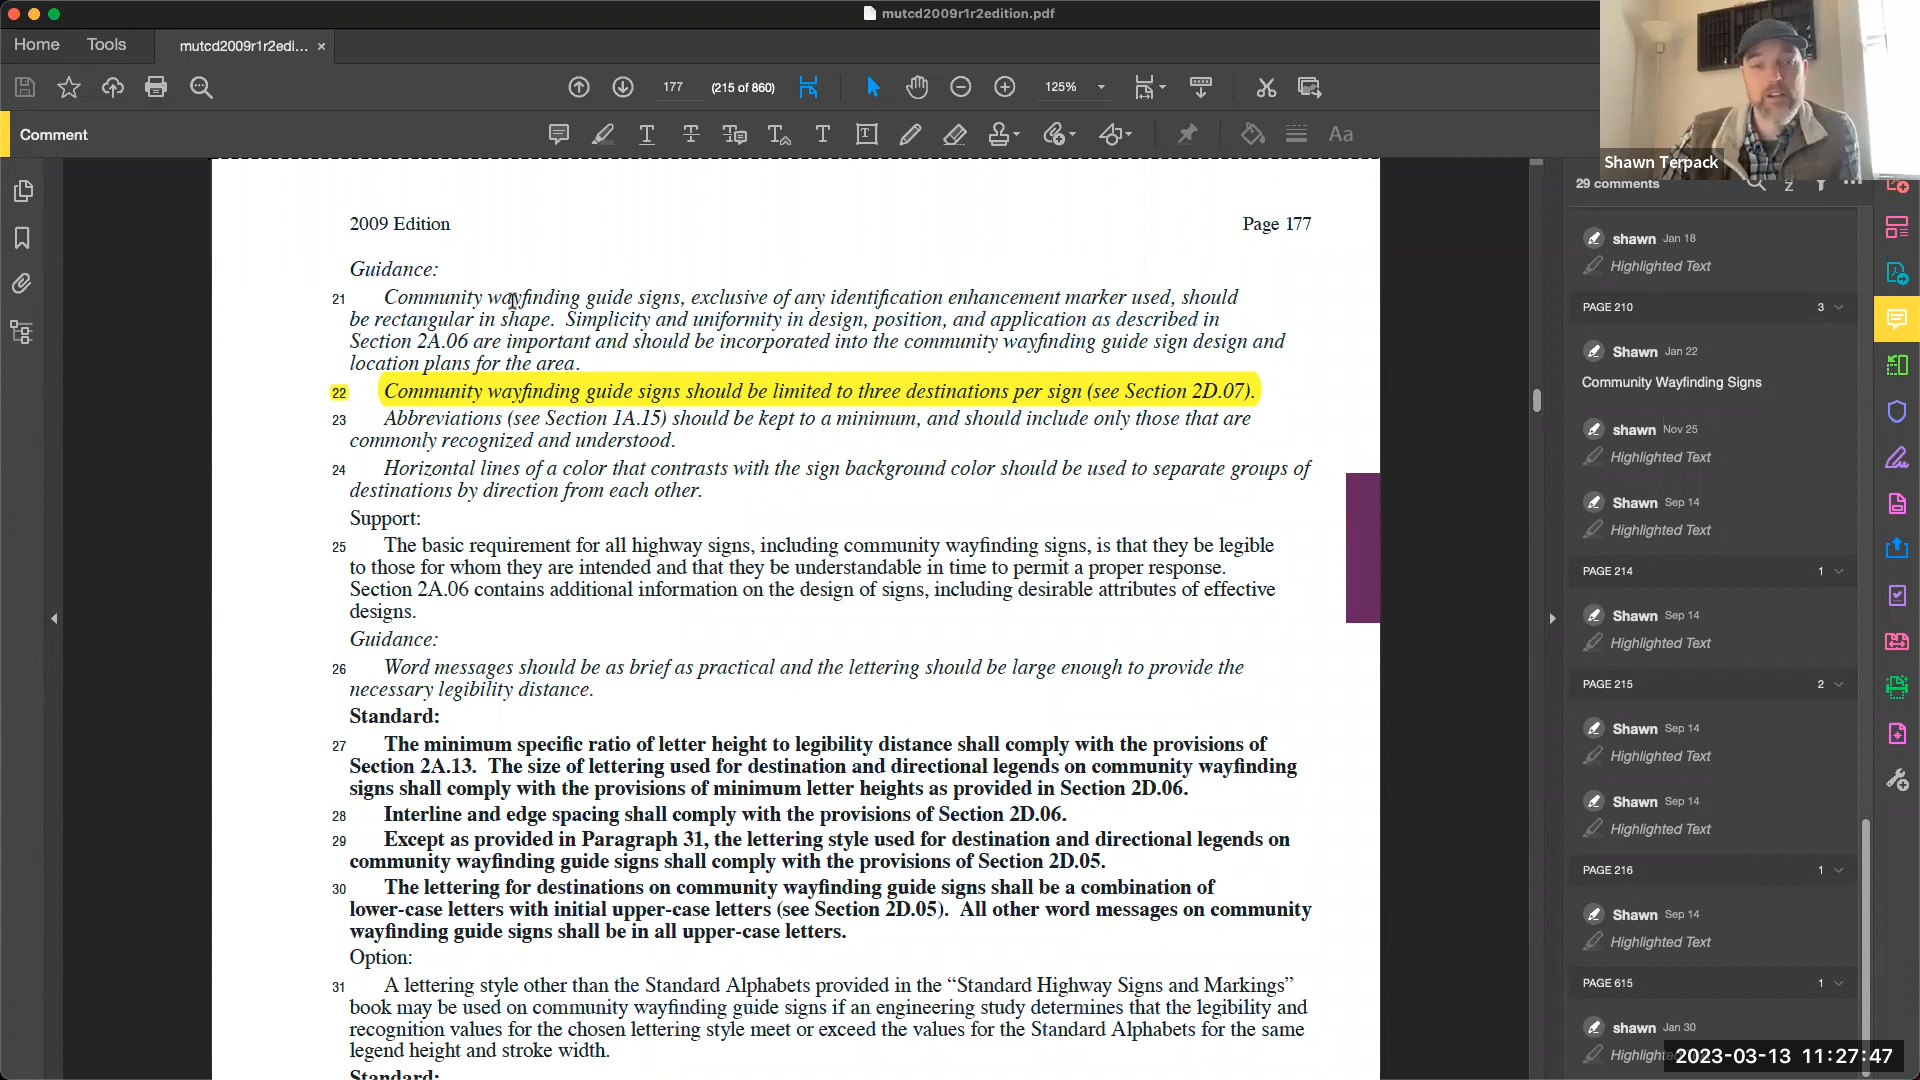 mutcd2009r1r2edition.pdf
Home
Tools
mutcd2009r1r2edi... ×
177
(215 of 860)
125%
Comment
Aa
Shawn Terpack
2009 Edition
Page 177
Guidance:
21 Community wayfinding guide signs, exclusive of any identification enhancement marker used, should
be rectangular in shape. Simplicity and uniformity in design, position, and application as described in
Section 2A.06 are important and should be incorporated into the community wayfinding guide sign design and
location plans for the area.
22 Community wayfinding guide signs should be limited to three destinations per sign (see Section 2D.07).
23 Abbreviations (see Section 1A.15) should be kept to a minimum, and should include only those that are
commonly recognized and understood.
24 Horizontal lines of a color that contrasts with the sign background color should be used to separate groups of
destinations by direction from each other.
Support:
25 The basic requirement for all highway signs, including community wayfinding signs, is that they be legible
to those for whom they are intended and that they be understandable in time to permit a proper response.
Section 2A.06 contains additional information on the design of signs, including desirable attributes of effective
designs.
Guidance:
26 Word messages should be as brief as practical and the lettering should be large enough to provide the
necessary legibility distance.
Standard:
27 The minimum specific ratio of letter height to legibility distance shall comply with the provisions of
Section 2A.13. The size of lettering used for destination and directional legends on community wayfinding
signs shall comply with the provisions of minimum letter heights as provided in Section 2D.06.
28 Interline and edge spacing shall comply with the provisions of Section 2D.06.
29 Except as provided in Paragraph 31, the lettering style used for destination and directional legends on
community wayfinding guide signs shall comply with the provisions of Section 2D.05.
30 The lettering for destinations on community wayfinding guide signs shall be a combination of
lower-case letters with initial upper-case letters (see Section 2D.05). All other word messages on community
wayfinding guide signs shall be in all upper-case letters.
Option:
31 A lettering style other than the Standard Alphabets provided in the “Standard Highway Signs and Markings”
book may be used on community wayfinding guide signs if an engineering study determines that the legibility and
recognition values for the chosen lettering style meet or exceed the values for the Standard Alphabets for the same
legend height and stroke width.
Standard:
29 comments
shawn Jan 18
Highlighted Text
PAGE 210 3
Shawn Jan 22
Community Wayfinding Signs
shawn Nov 25
Highlighted Text
Shawn Sep 14
Highlighted Text
PAGE 214 1
Shawn Sep 14
Highlighted Text
PAGE 215 2
Shawn Sep 14
Highlighted Text
Shawn Sep 14
Highlighted Text
PAGE 216 1
Shawn Sep 14
Highlighted Text
PAGE 615 1
shawn Jan 30
Highlight
2023-03-13 11:27:47